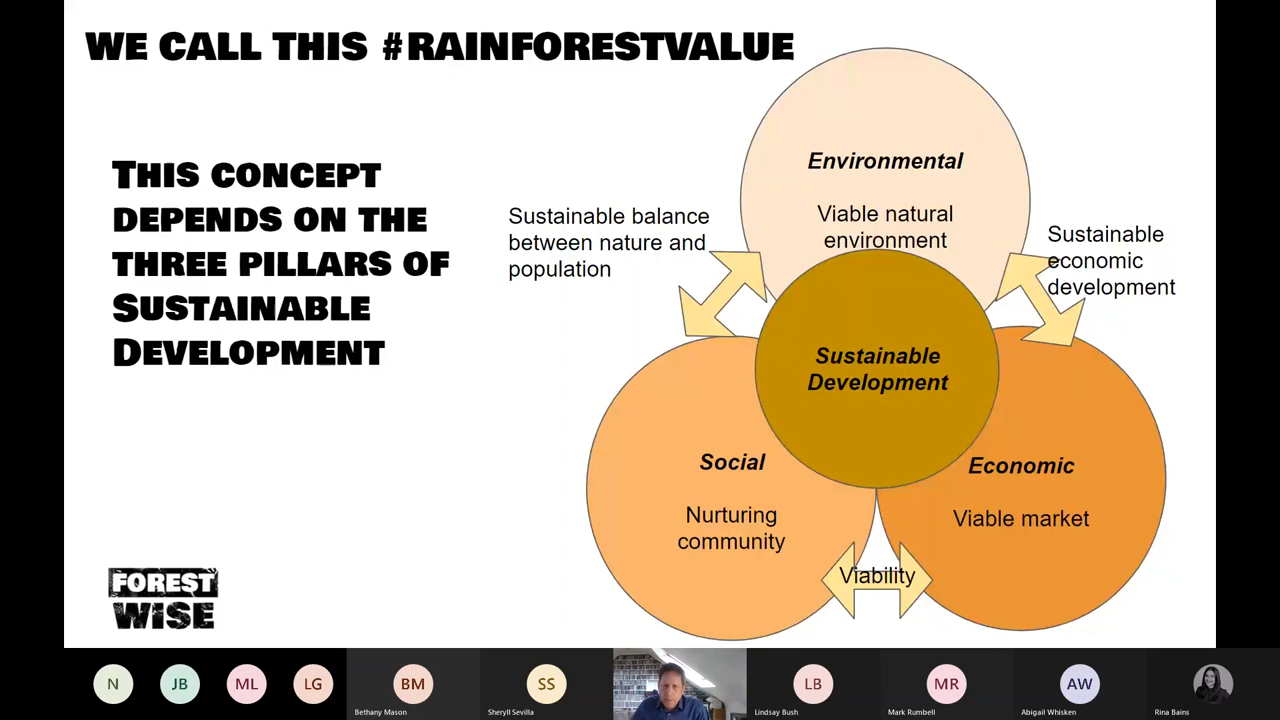 WE CALL THIS #RAINFORESTVALUE
THIS CONCEPT
DEPENDS ON THE
THREE PILLARS OF
SUSTAINABLE
DEVELOPMENT
Environmental
Viable natural
environment
Sustainable balance
between nature and
population
Sustainable
economic
development
Sustainable
Development
Social
Nurturing
community
Economic
Viable market
Viability
FOREST
WISE
N
JB
ML
LG
BM
Bethany Mason
SS
Sheryll Sevilla
LB
Lindsay Bush
MR
Mark Rumbell
AW
Abigail Whisken
Rina Bains